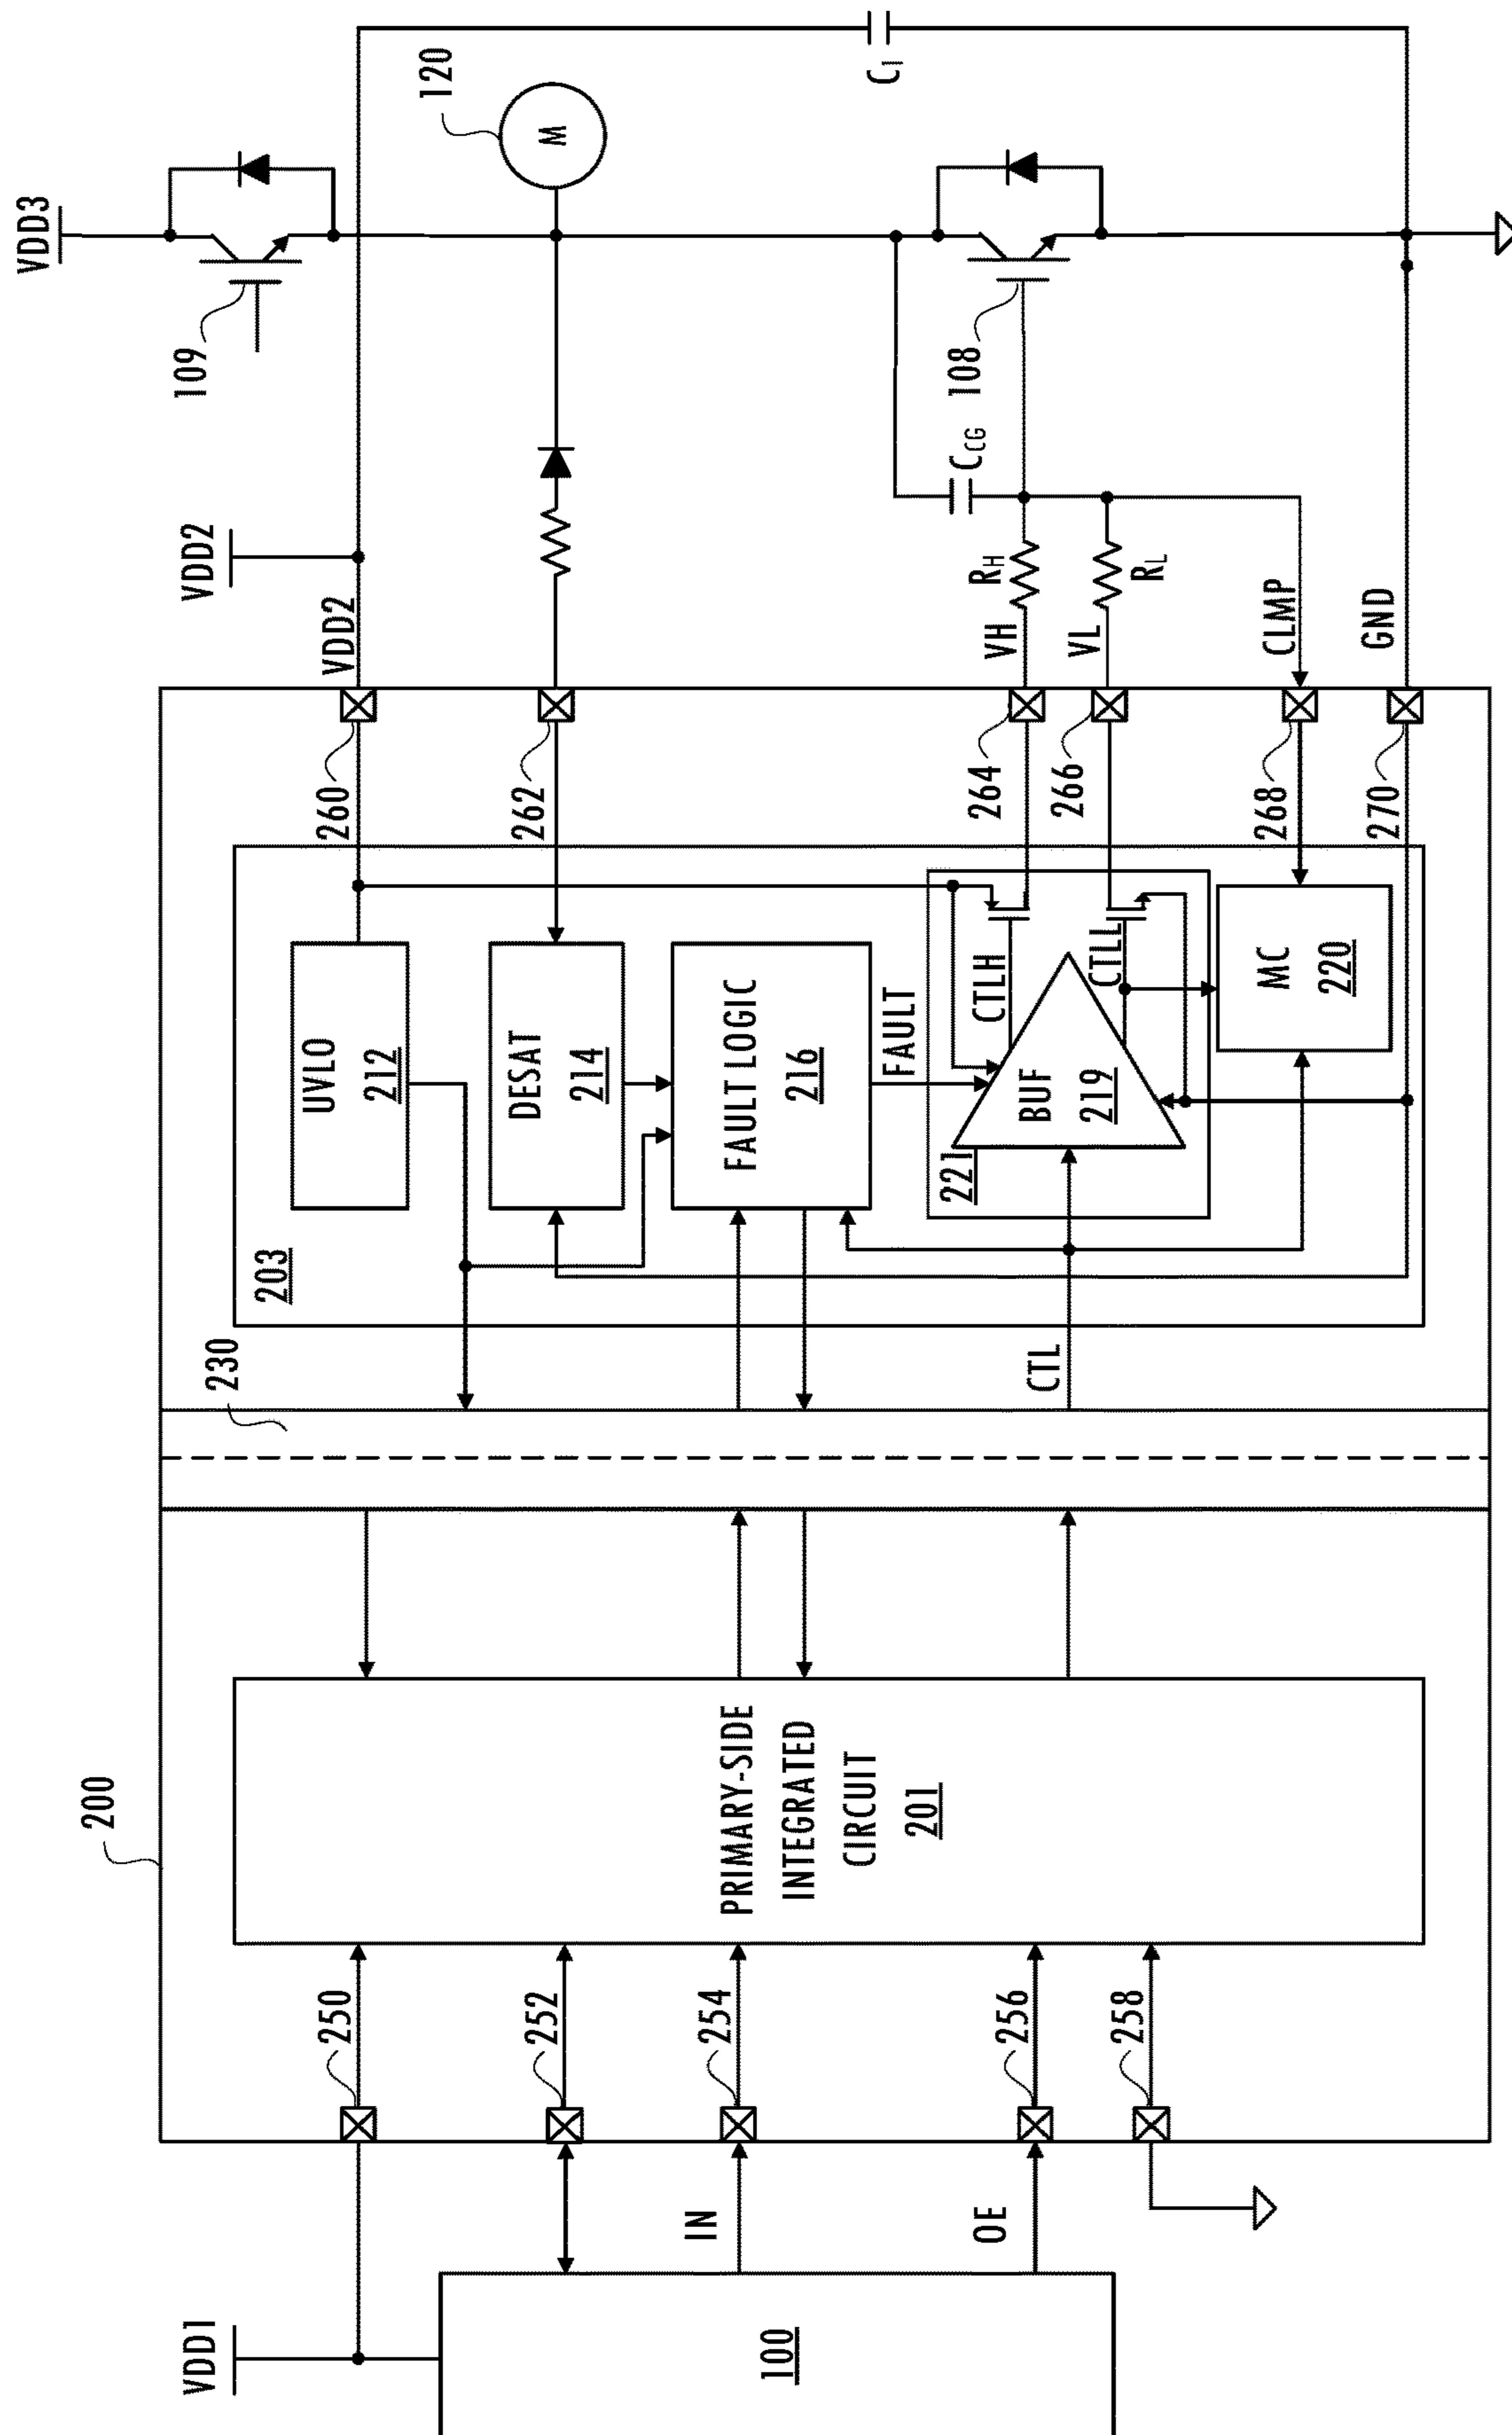 VDD1
100
IN
OE
200
250
252
254
256
258
PRIMARY-SIDE
INTEGRATED
CIRCUIT
201
230
203
UVLO
212
DESAT
214
FAULT LOGIC
216
FAULT
CTL
221
BUF
219
CTLH
CTLL
MC
220
260
262
264
266
268
270
VDD2
VH
VL
CLMP
GND
VDD2
RH
RL
CCG
108
109
VDD3
120
M
C1